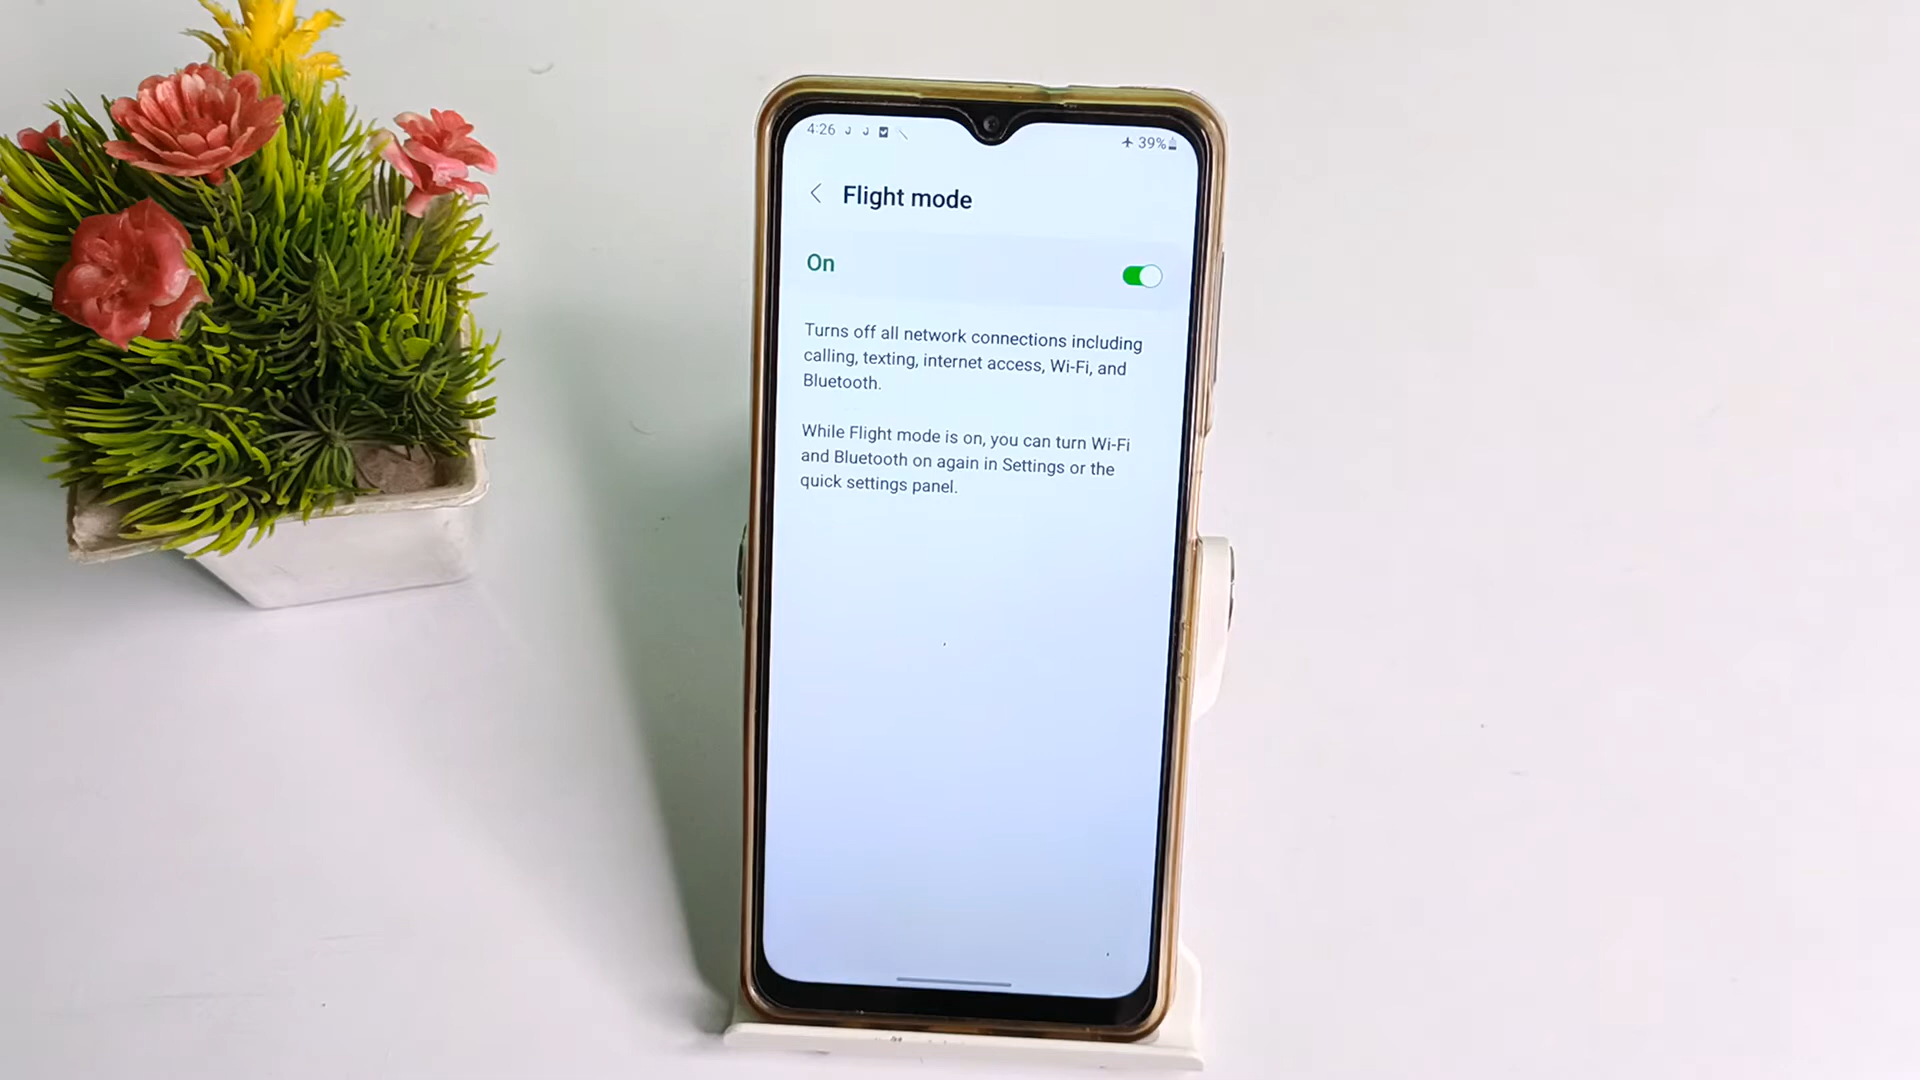 4:26
39%
Flight mode
On
Turns off all network connections including
calling, texting, internet access, Wi-Fi, and
Bluetooth.
While Flight mode is on, you can turn Wi-Fi
and Bluetooth on again in Settings or the
quick settings panel.